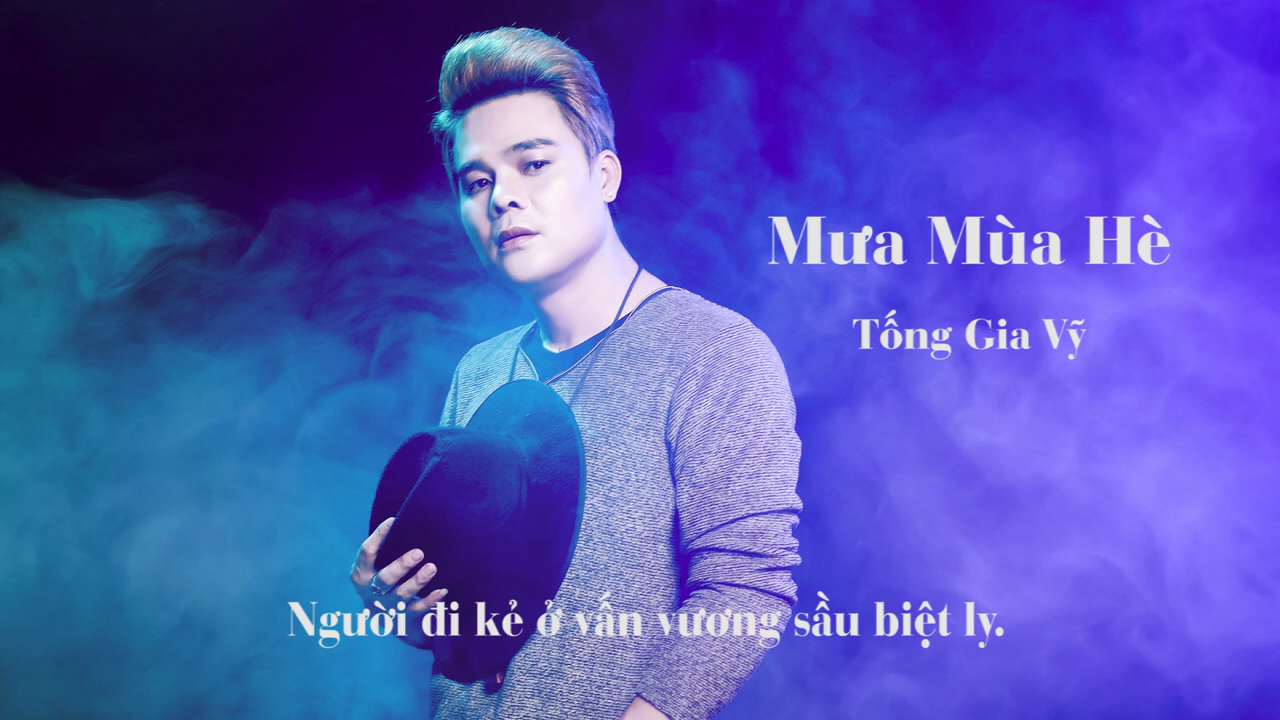 Mưa Mùa Hè
Tống Gia Vỹ
Người đi kẻ ở vấn vương sầu biệt ly.